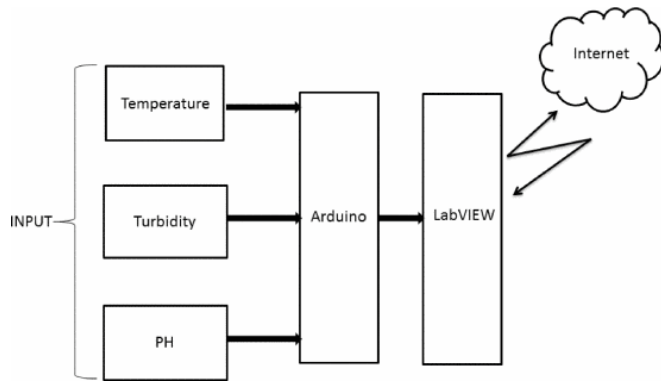 Internet
Temperature
INPUT
Turbidity
Arduino
LabVIEW
PH